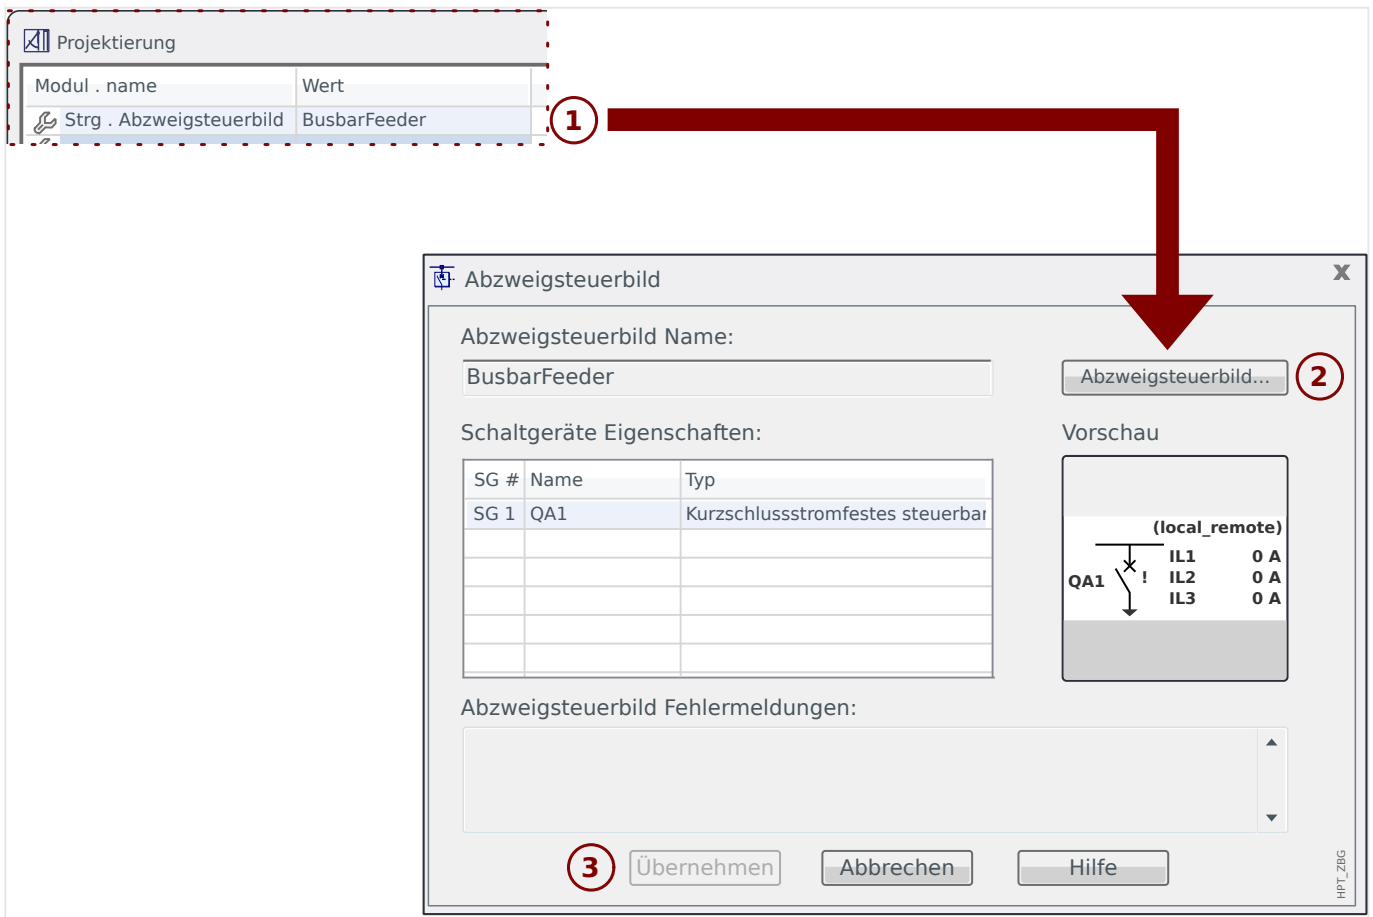 Projektierung
Modul . name Wert
Strg . Abzweigsteuerbild BusbarFeeder
1
Abzweigsteuerbild X
Abzweigsteuerbild Name:
BusbarFeeder Abzweigsteuerbild... 2
Schaltgeräte Eigenschaften: Vorschau
SG # Name Typ
SG 1 QA1 Kurzschlussstromfestes steuerbar
(local_remote)
IL1 0 A
QA1 ! IL2 0 A
IL3 0 A
Abzweigsteuerbild Fehlermeldungen:
3 Übernehmen Abbrechen Hilfe
HPT_ZBG